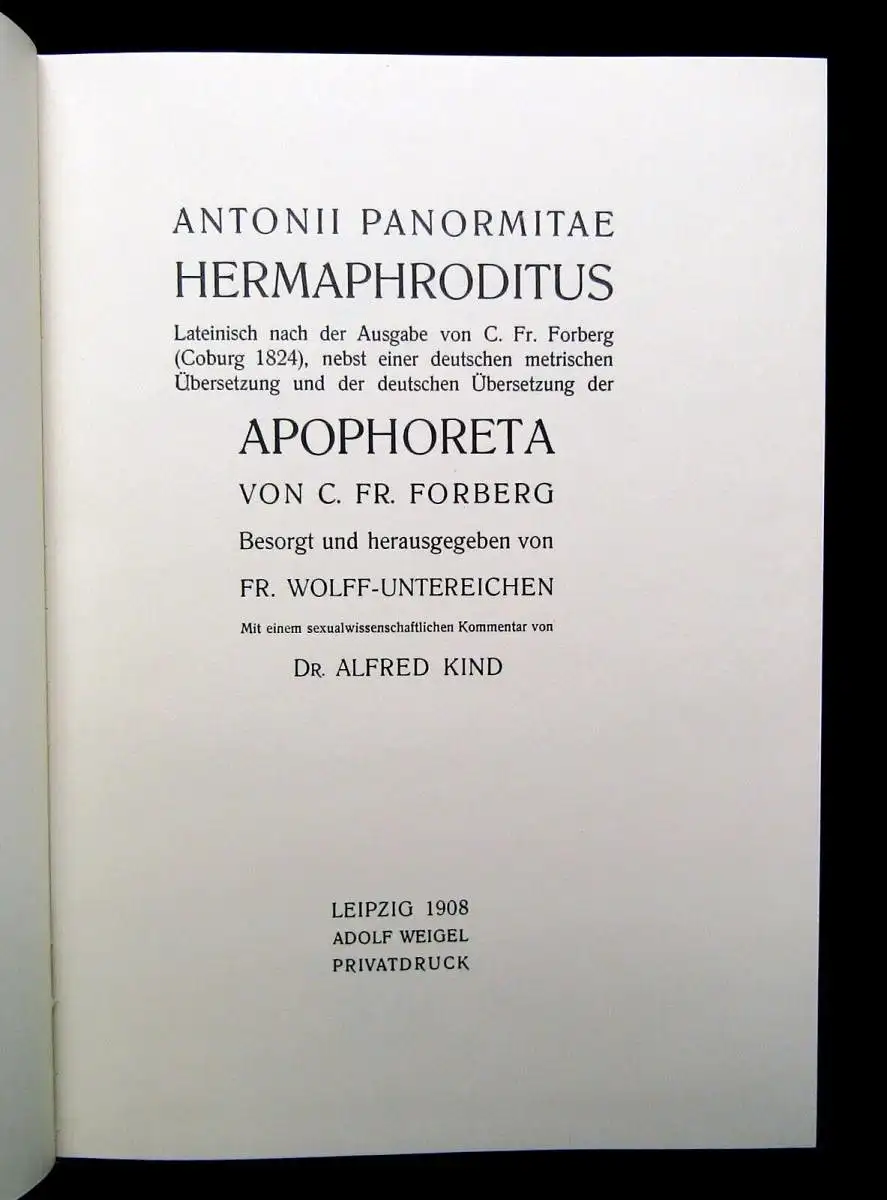 ANTONII PANORMITAE
HERMAPHRODITUS
Lateinisch nach der Ausgabe von C. Fr. Forberg
(Coburg 1824), nebst einer deutschen metrischen
Übersetzung und der deutschen Übersetzung der
APOPHORETA
VON C. FR. FORBERG
Besorgt und herausgegeben von
FR. WOLFF-UNTEREICHEN
Mit einem sexualwissenschaftlichen Kommentar von
DR. ALFRED KIND
LEIPZIG 1908
ADOLF WEIGEL
PRIVATDRUCK